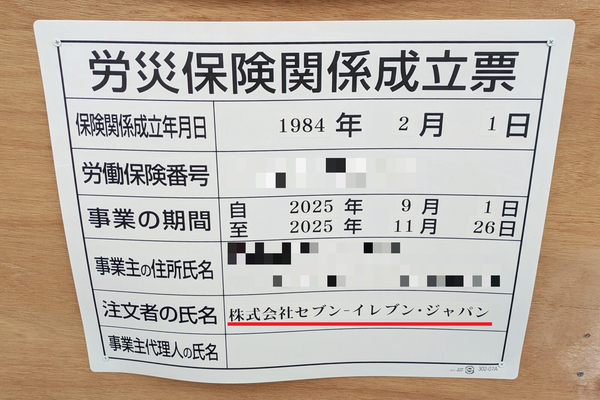 労災保険関係成立票
保険関係成立年月日 1984 年 2 月 1 日
労働保険番号
事業の期間 自 2025 年 9 月 1 日
至 2025 年 11 月 26 日
事業主の住所氏名
注文者の氏名 株式会社セブン-イレブン・ジャパン
事業主代理人の氏名
302-07A